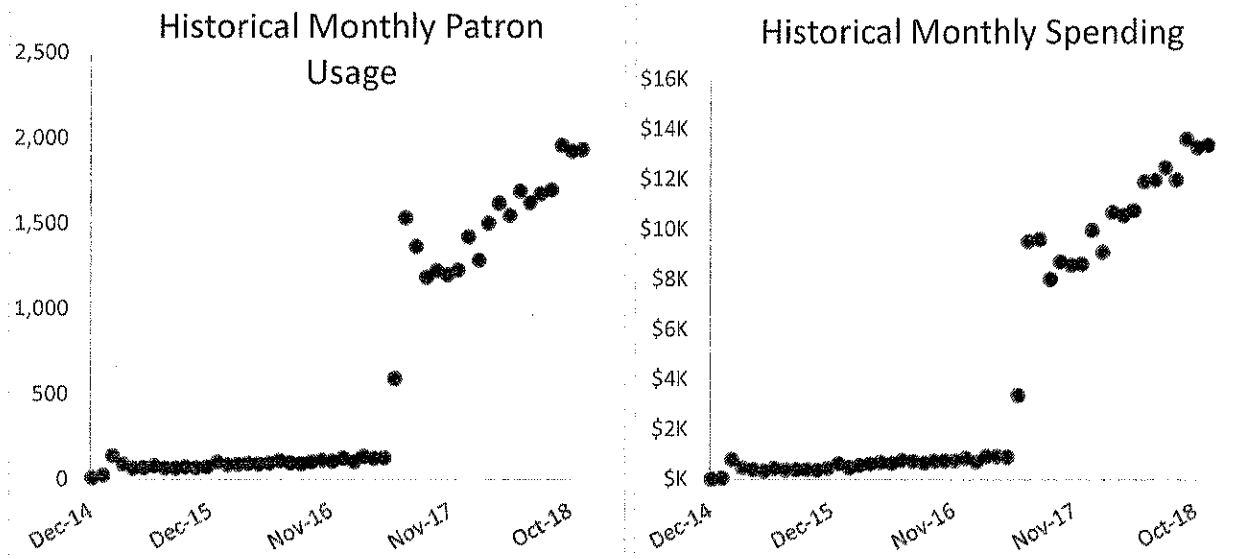 Historical Monthly Patron
Usage
2,500
2,000
1,500
1,000
500
0
Dec-14
Dec-15
Nov-16
Nov-17
Oct-18
Historical Monthly Spending
$16K
$14K
$12K
$10K
$8K
$6K
$4K
$2K
$K
Dec-14
Dec-15
Nov-16
Nov-17
Oct-18